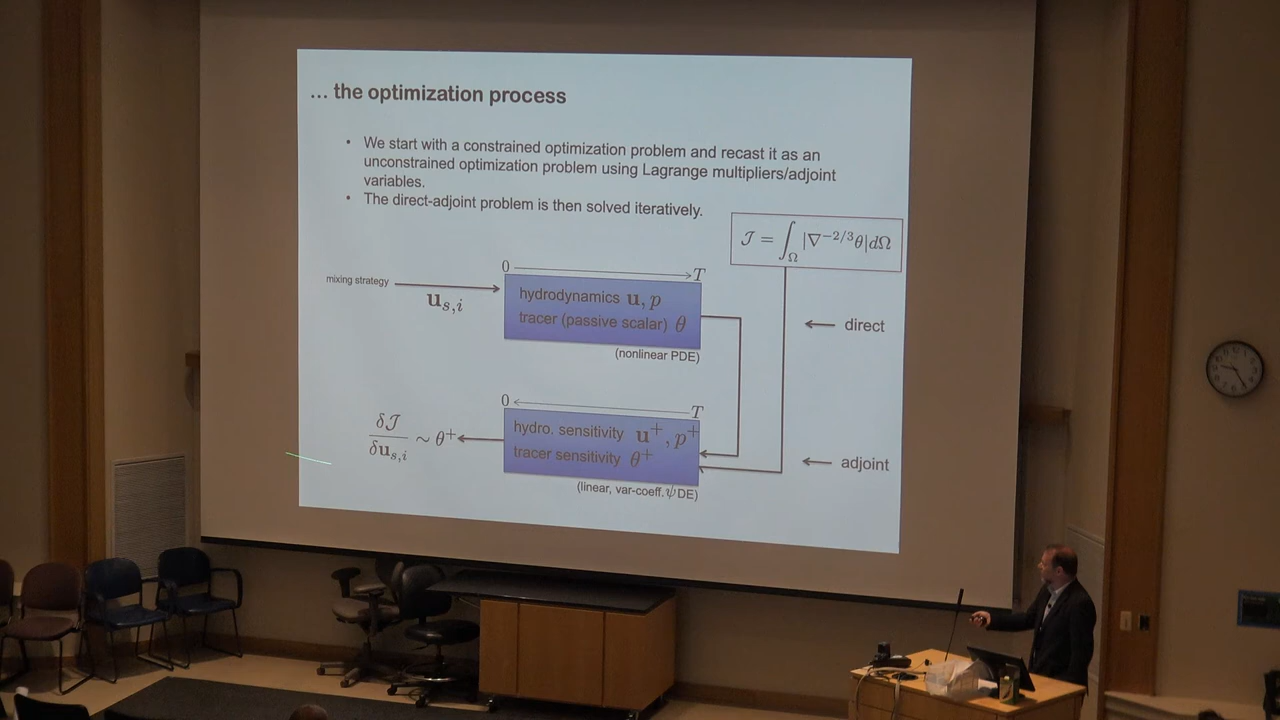 ... the optimization process
• We start with a constrained optimization problem and recast it as an
unconstrained optimization problem using Lagrange multipliers/adjoint
variables.
• The direct-adjoint problem is then solved iteratively.
𝒥 = ∫_Ω |∇^{-2/3}θ|dΩ
0 → T
mixing strategy
u_{s,i}
hydrodynamics u, p
tracer (passive scalar) θ
(nonlinear PDE)
← direct
0 ← T
δ𝒥/δu_{s,i} ~ θ⁺
hydro. sensitivity u⁺, p⁺
tracer sensitivity θ⁺
(linear, var-coeff. ψDE)
← adjoint